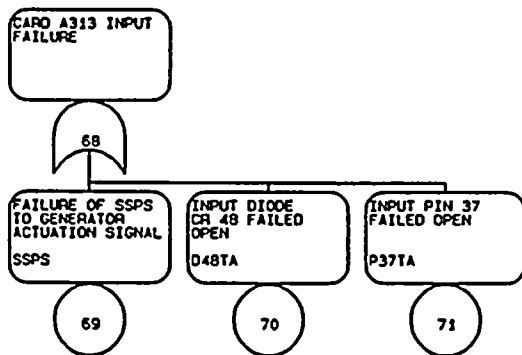 CARD A313 INPUT
FAILURE
68
FAILURE OF SSPS
TO GENERATOR
ACTUATION SIGNAL
SSPS
INPUT DIODE
CR 48 FAILED
OPEN
D48TA
INPUT PIN 37
FAILED OPEN
P37TA
69
70
71